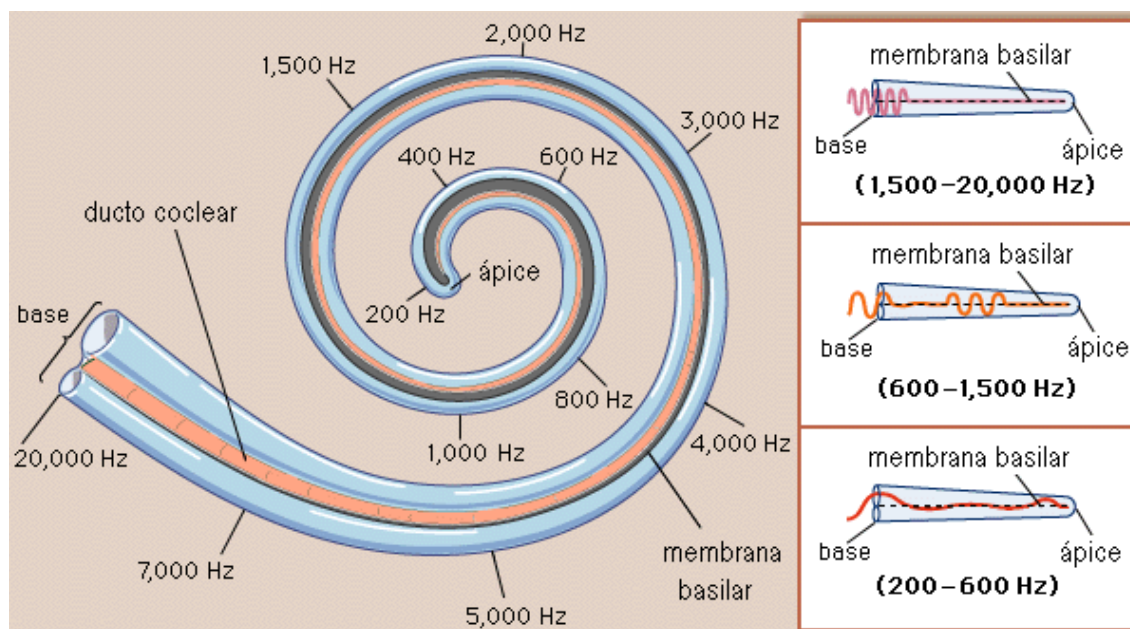 2,000 Hz
1,500 Hz
3,000 Hz
400 Hz
600 Hz
ducto coclear
ápice
200 Hz
base
800 Hz
20,000 Hz
1,000 Hz
4,000 Hz
7,000 Hz
membrana
basilar
5,000 Hz
membrana basilar
base
ápice
(1,500–20,000 Hz)
membrana basilar
base
ápice
(600–1,500 Hz)
membrana basilar
base
ápice
(200–600 Hz)